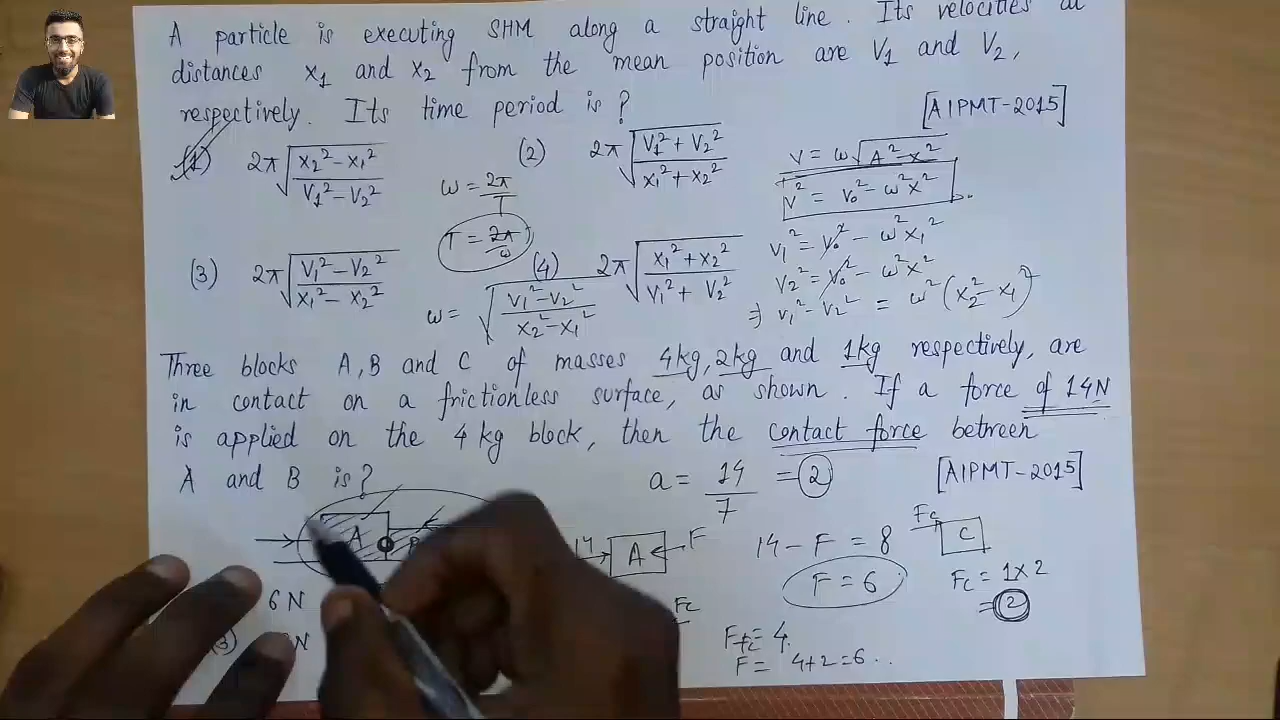 A particle is executing SHM along a straight line. Its velocities at
distances x1 and x2 from the mean position are V1 and V2,
respectively. Its time period is?
[AIPMT-2015]
(1) 2π√((x2² - x1²)/(V1² - V2²))
(2) 2π√((V1² + V2²)/(x1² + x2²))
ω = 2π/T
T = 2π/ω
V = ω√(A² - x²)
V² = V0² - ω²x²
V1² = V0² - ω²x1²
V2² = V0² - ω²x²
⇒ V1² - V2² = ω²(x2² - x1²)
(3) 2π√((V1² - V2²)/(x1² - x2²))
(4) 2π√((x1² + x2²)/(V1² + V2²))
ω = √((V1² - V2²)/(x2² - x1²))
Three blocks A, B and C of masses 4kg, 2kg and 1kg respectively, are
in contact on a frictionless surface, as shown. If a force of 14N
is applied on the 4 kg block, then the contact force between
A and B is?
[AIPMT-2015]
a = 14/7 = 2
A
14 A F
14 - F = 8
F = 6
Fc C
Fc = 1x2
= 2
6 N
(3) N
Fc
F = 4+2=6..